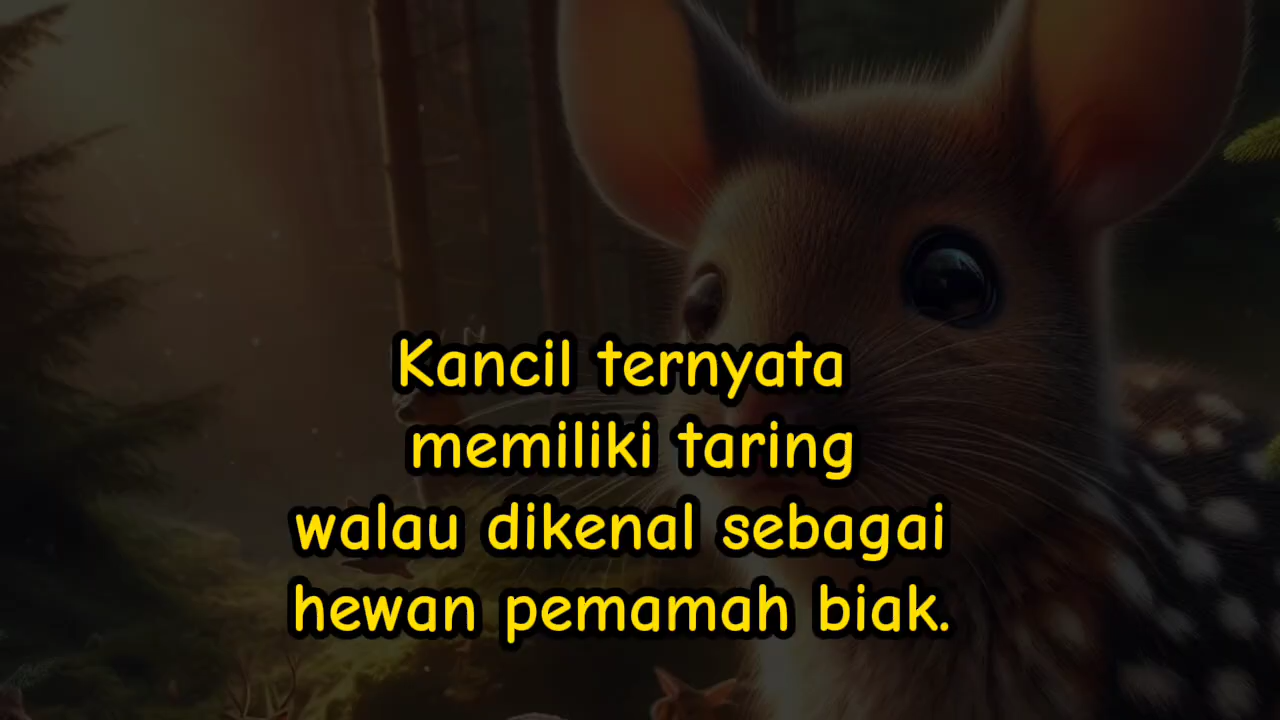 Kancil ternyata
memiliki taring
walau dikenal sebagai
hewan pemamah biak.